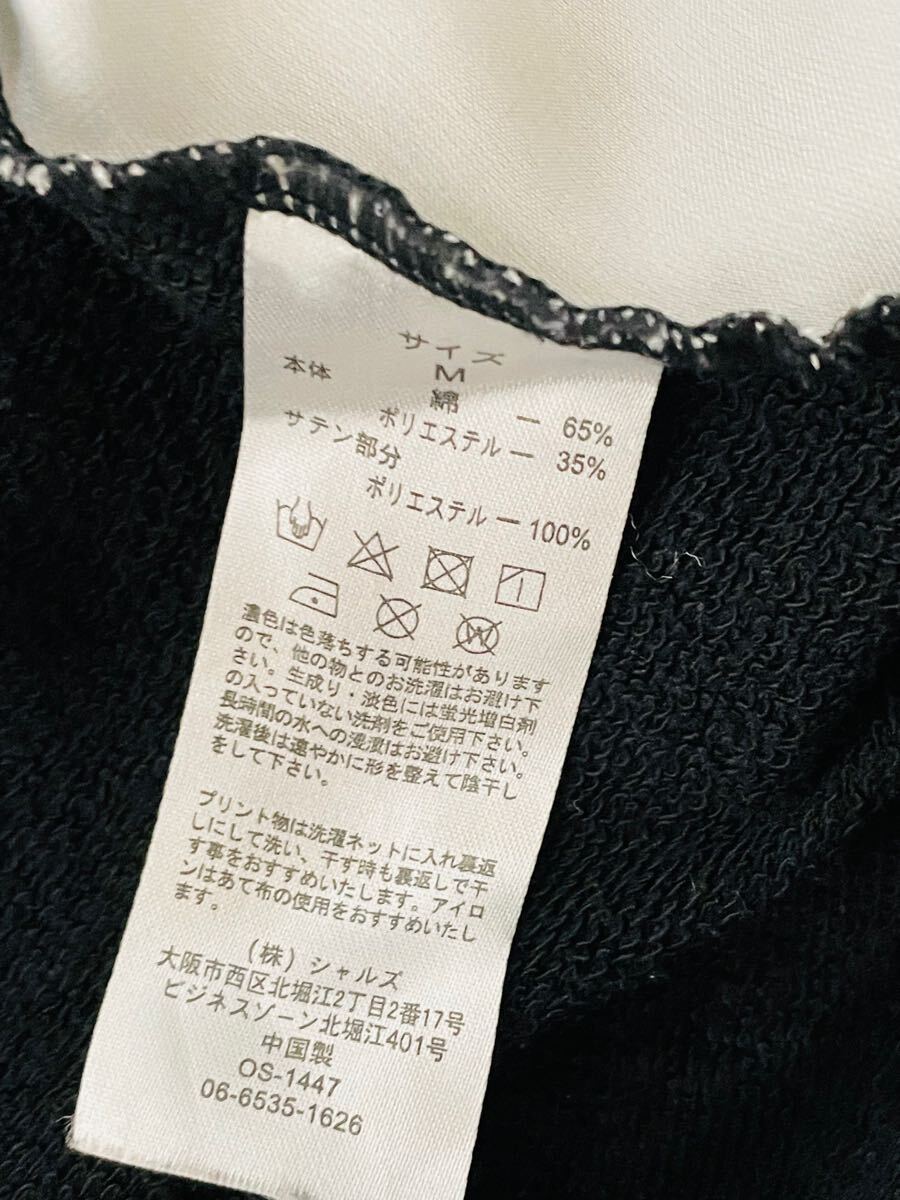 サイズ
M
本体
綿 ー 65%
ポリエステル ー 35%
サテン部分
ポリエステル ー 100%
W
濃色は色落ちする可能性があります
ので、他の物とのお洗濯はお避け下
さい。生成り・淡色には蛍光増白剤
の入っていない洗剤をご使用下さい。
長時間の水への浸漬はお避け下さい。
洗濯後は速やかに形を整えて陰干し
をして下さい。
プリント物は洗濯ネットに入れ裏返
しにして洗い、干す時も裏返しで干
す事をおすすめいたします。アイロ
ンはあて布の使用をおすすめいたし
ます。
(株) シャルズ
大阪市西区北堀江2丁目2番17号
ビジネスゾーン北堀江401号
中国製
OS-1447
06-6535-1626